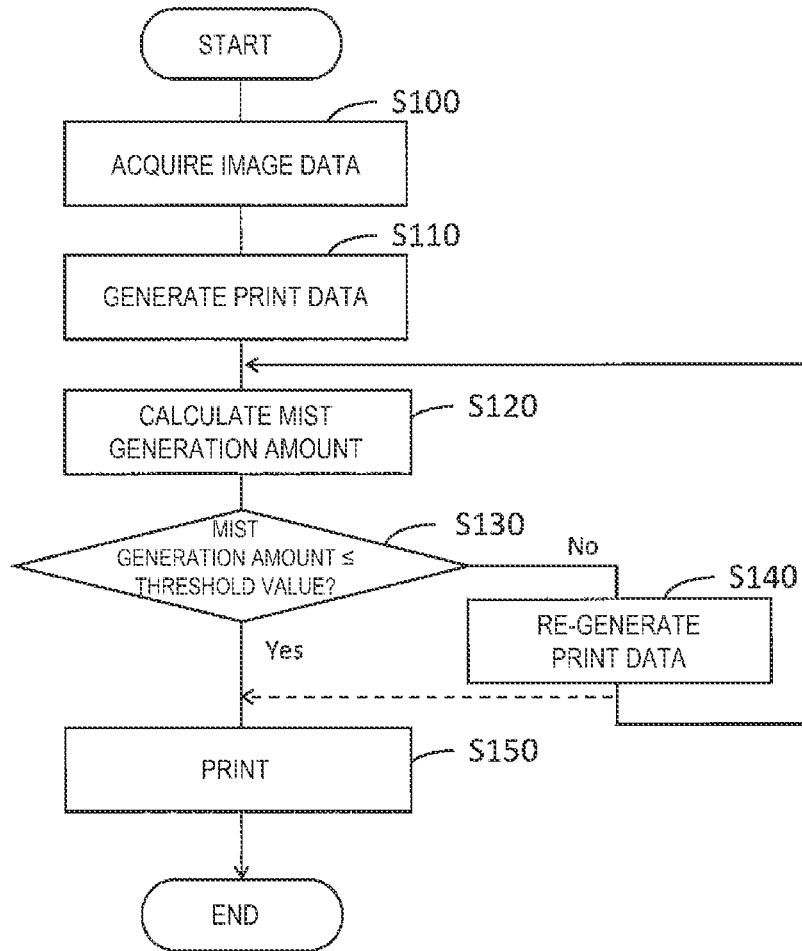 START
S100
ACQUIRE IMAGE DATA
S110
GENERATE PRINT DATA
CALCULATE MIST
GENERATION AMOUNT
S120
MIST
GENERATION AMOUNT ≤
THRESHOLD VALUE?
S130
No
S140
RE-GENERATE
PRINT DATA
Yes
PRINT
S150
END